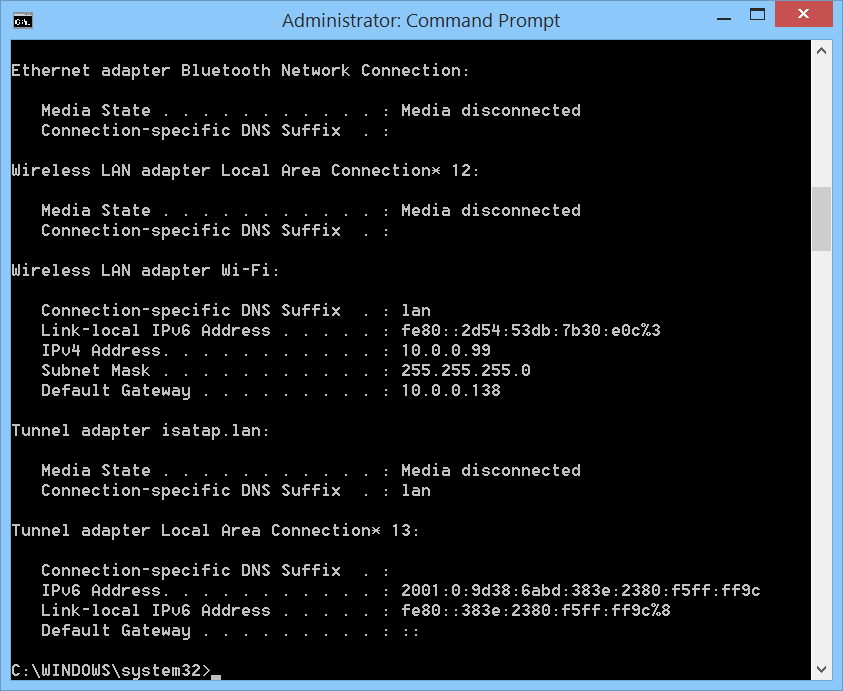 Administrator: Command Prompt
Ethernet adapter Bluetooth Network Connection:
Media State . . . . . . . . . . . : Media disconnected
Connection-specific DNS Suffix  . :
Wireless LAN adapter Local Area Connection* 12:
Media State . . . . . . . . . . . : Media disconnected
Connection-specific DNS Suffix  . :
Wireless LAN adapter Wi-Fi:
Connection-specific DNS Suffix  . : lan
Link-local IPv6 Address . . . . . : fe80::2d54:53db:7b30:e0c%3
IPv4 Address. . . . . . . . . . . : 10.0.0.99
Subnet Mask . . . . . . . . . . . : 255.255.255.0
Default Gateway . . . . . . . . . : 10.0.0.138
Tunnel adapter isatap.lan:
Media State . . . . . . . . . . . : Media disconnected
Connection-specific DNS Suffix  . : lan
Tunnel adapter Local Area Connection* 13:
Connection-specific DNS Suffix  . :
IPv6 Address. . . . . . . . . . . : 2001:0:9d38:6abd:383e:2380:f5ff:ff9c
Link-local IPv6 Address . . . . . : fe80::383e:2380:f5ff:ff9c%8
Default Gateway . . . . . . . . . : ::
C:\WINDOWS\system32>_